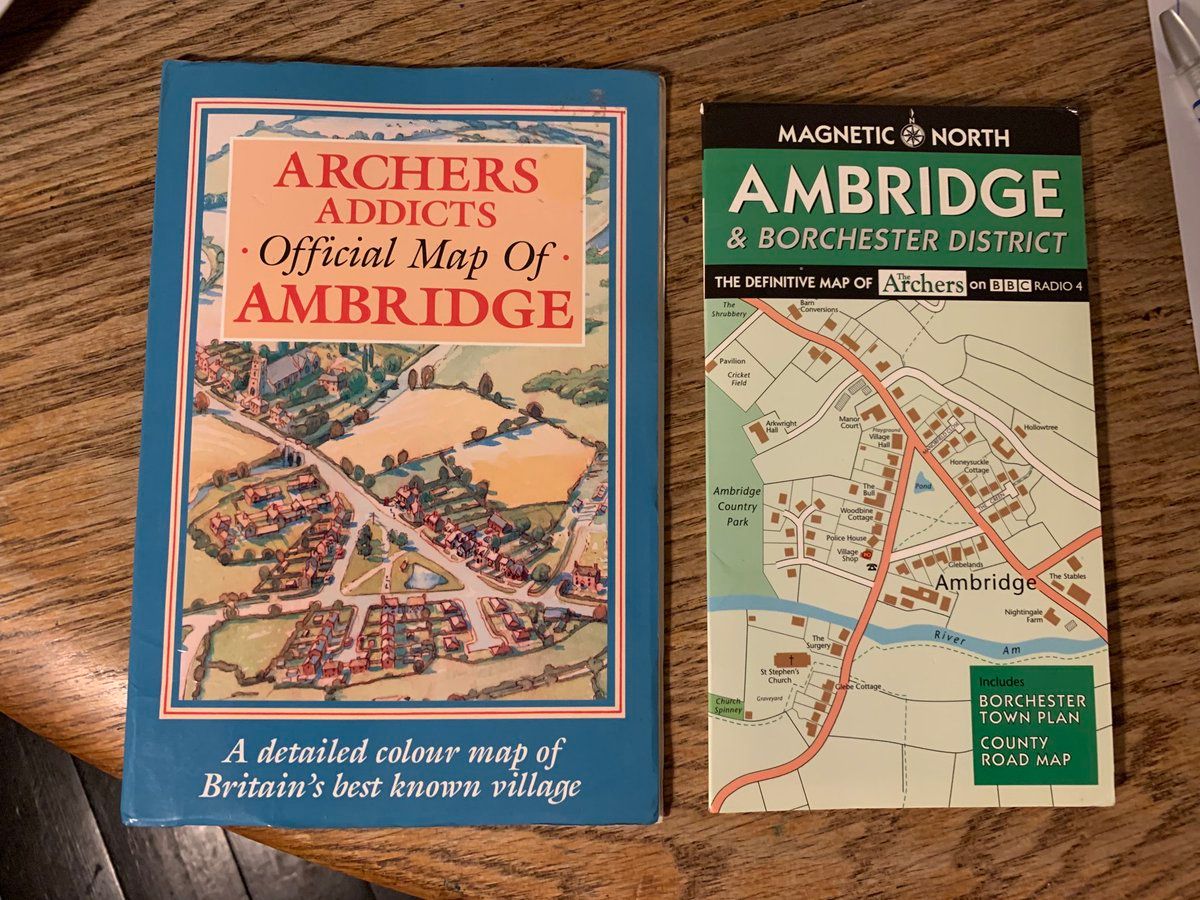 ARCHERS
ADDICTS
· Official Map Of ·
AMBRIDGE
A detailed colour map of
Britain's best known village
MAGNETIC N NORTH
AMBRIDGE
& BORCHESTER DISTRICT
THE DEFINITIVE MAP OF The Archers on BBC RADIO 4
The
Shrubbery
Barn
Conversions
Pavilion
Cricket
Field
Arkwright
Hall
Manor
Court
Playground
Village
Hall
Hollowtree
Honeysuckle
Cottage
THE GREEN
The
Bull
Pond
Ambridge
Country
Park
Woodbine
Cottage
Police House
Village
Shop
Glebelands
Ambridge
The Stables
Nightingale
Farm
River Am
The
Surgery
St Stephen's
Church
Glebe Cottage
Graveyard
Church
Spinney
Includes
BORCHESTER
TOWN PLAN
COUNTY
ROAD MAP